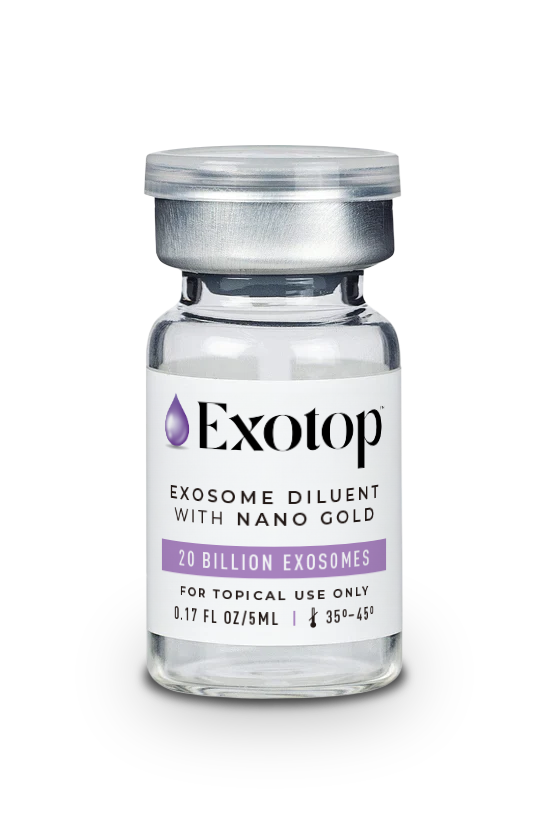 Exotop™
EXOSOME DILUENT
WITH NANO GOLD
20 BILLION EXOSOMES
FOR TOPICAL USE ONLY
0.17 FL OZ/5ML | 35º-45º